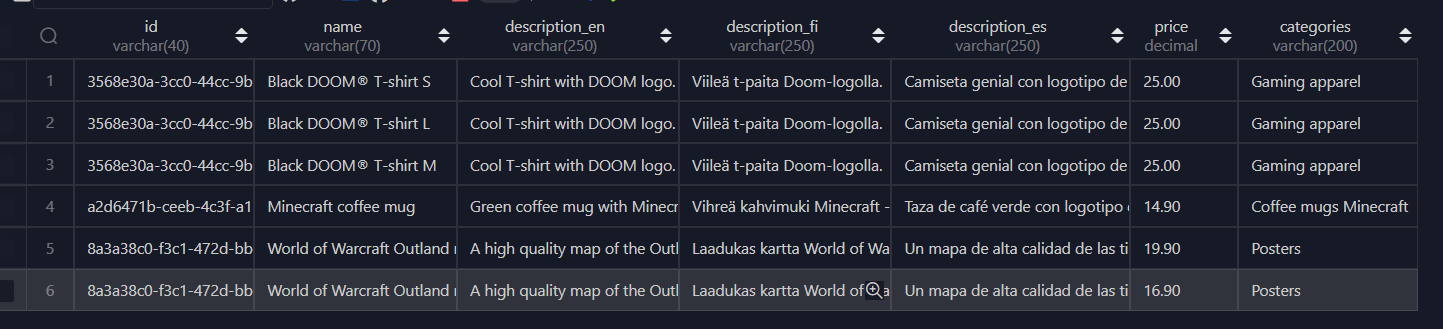 id name description_en description_fi description_es price categories
varchar(40) varchar(70) varchar(250) varchar(250) varchar(250) decimal varchar(200)
1 3568e30a-3cc0-44cc-9b Black DOOM® T-shirt S Cool T-shirt with DOOM logo. Viileä t-paita Doom-logolla. Camiseta genial con logotipo de 25.00 Gaming apparel
2 3568e30a-3cc0-44cc-9b Black DOOM® T-shirt L Cool T-shirt with DOOM logo. Viileä t-paita Doom-logolla. Camiseta genial con logotipo de 25.00 Gaming apparel
3 3568e30a-3cc0-44cc-9b Black DOOM® T-shirt M Cool T-shirt with DOOM logo. Viileä t-paita Doom-logolla. Camiseta genial con logotipo de 25.00 Gaming apparel
4 a2d6471b-ceeb-4c3f-a1 Minecraft coffee mug Green coffee mug with Minecr Vihreä kahvimuki Minecraft - Taza de café verde con logotipo 14.90 Coffee mugs Minecraft
5 8a3a38c0-f3c1-472d-bb World of Warcraft Outland A high quality map of the Outl Laadukas kartta World of Wa Un mapa de alta calidad de las ti 19.90 Posters
6 8a3a38c0-f3c1-472d-bb World of Warcraft Outland A high quality map of the Outl Laadukas kartta World of Un mapa de alta calidad de las ti 16.90 Posters